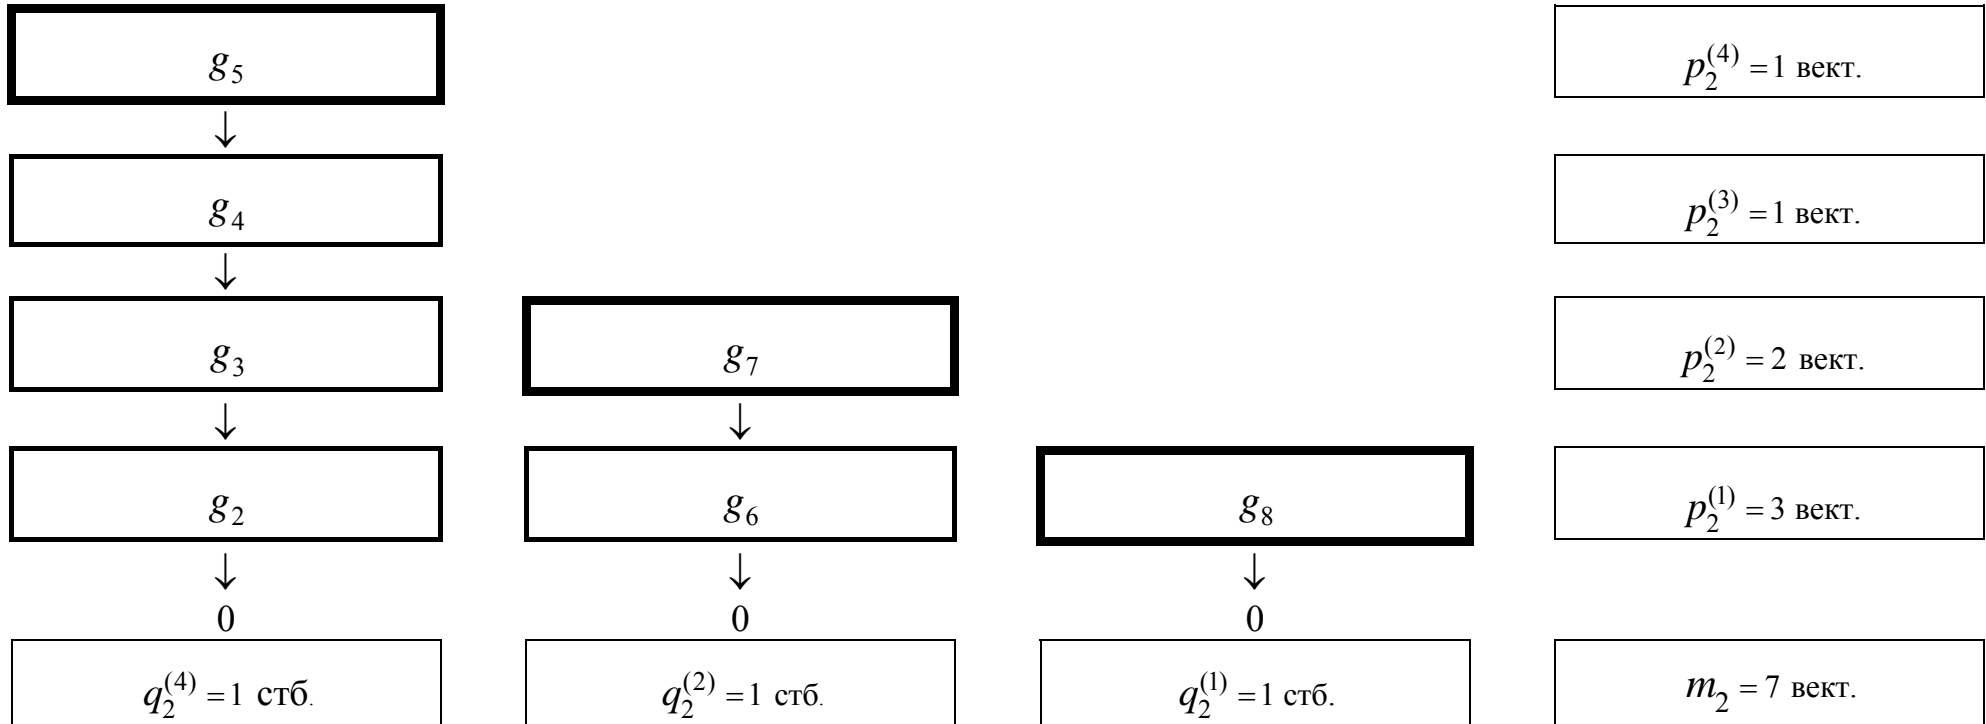 g₅ p₂⁽⁴⁾ = 1 вект.
↓
g₄ p₂⁽³⁾ = 1 вект.
↓
g₃ g₇ p₂⁽²⁾ = 2 вект.
↓ ↓
g₂ g₆ g₈ p₂⁽¹⁾ = 3 вект.
↓ ↓ ↓
0 0 0
q₂⁽⁴⁾ = 1 стб. q₂⁽²⁾ = 1 стб. q₂⁽¹⁾ = 1 стб. m₂ = 7 вект.